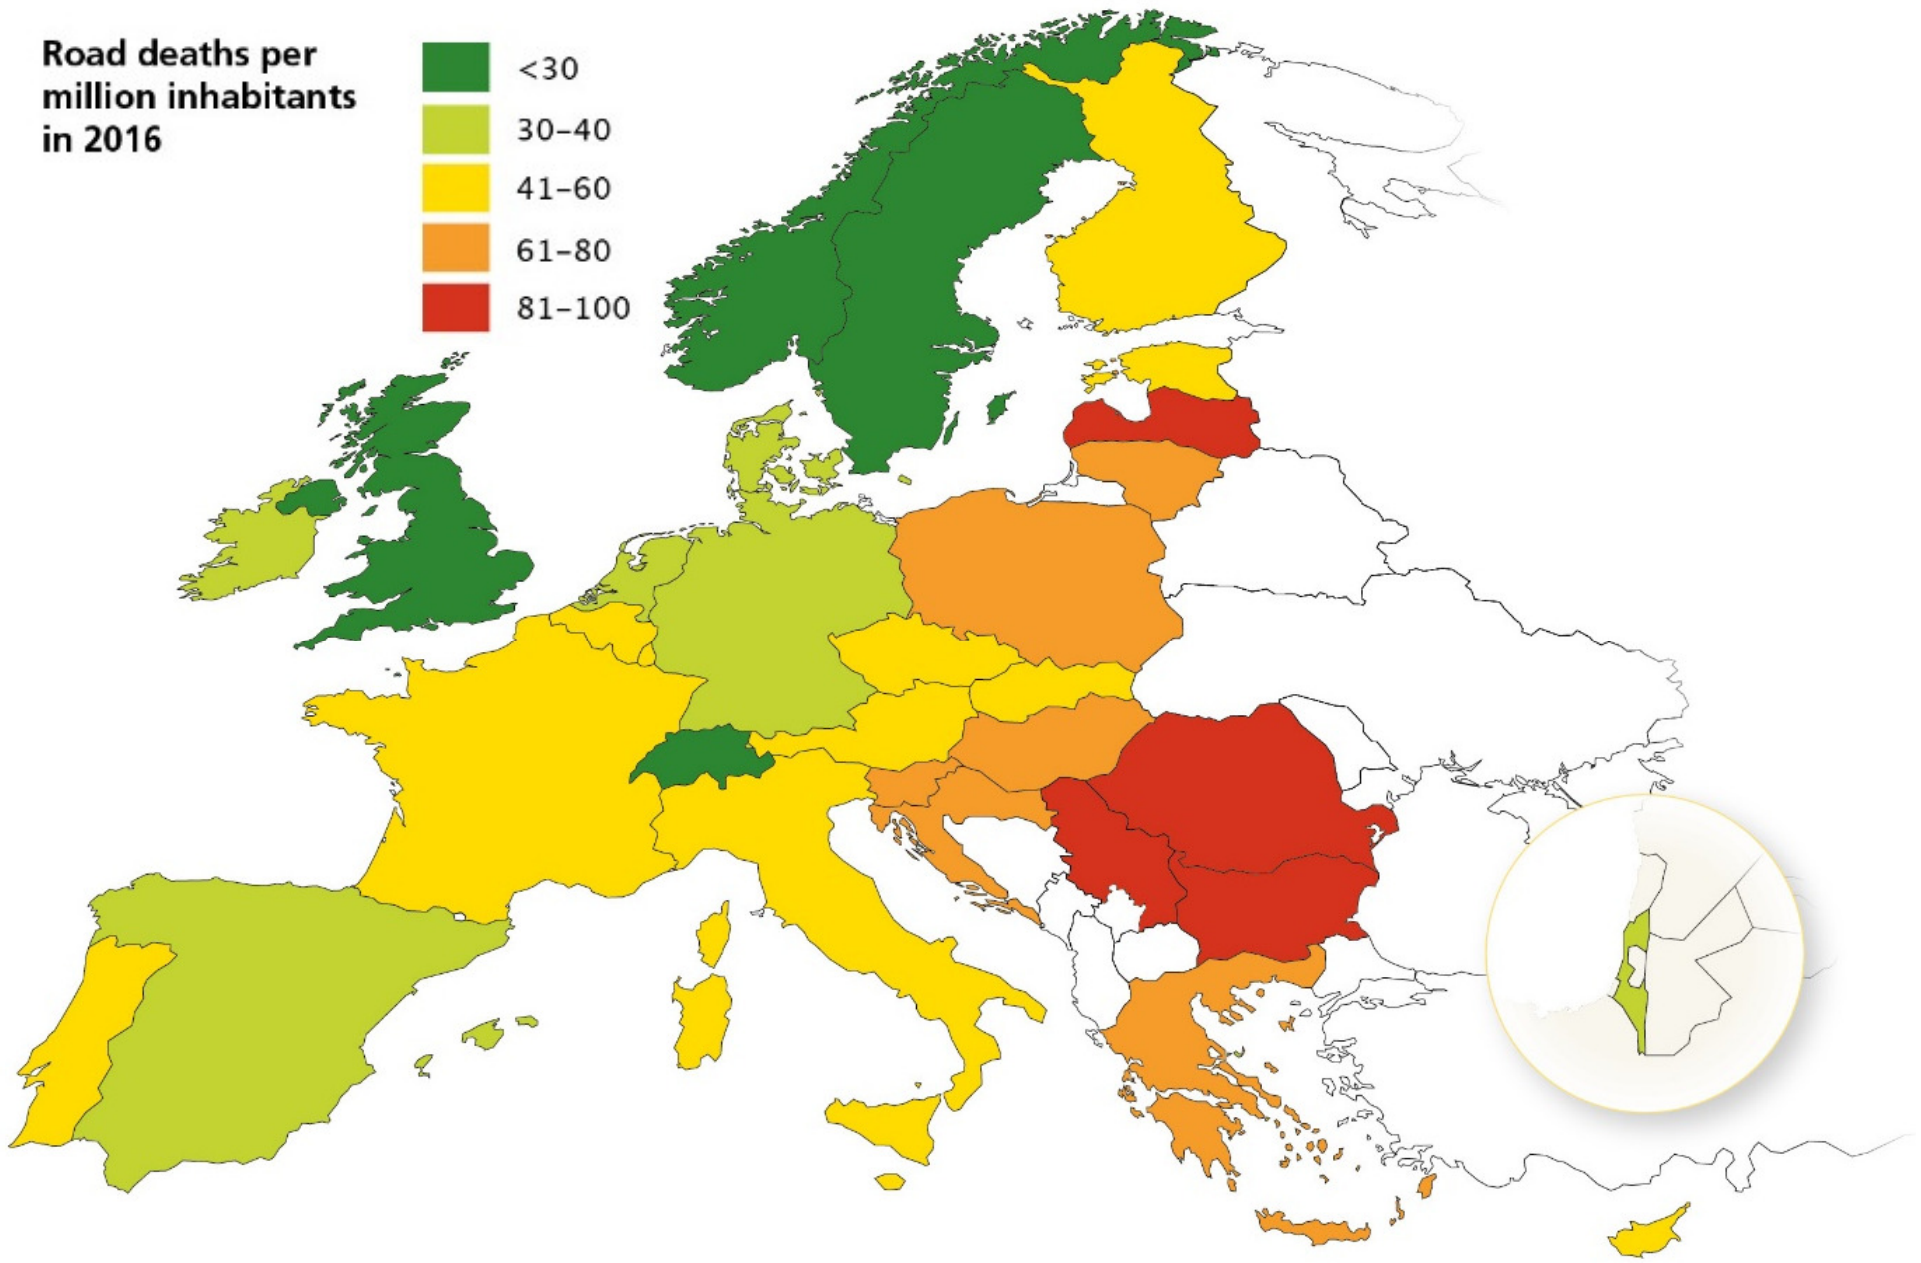 Road deaths per
million inhabitants
in 2016
<30
30–40
41–60
61–80
81–100